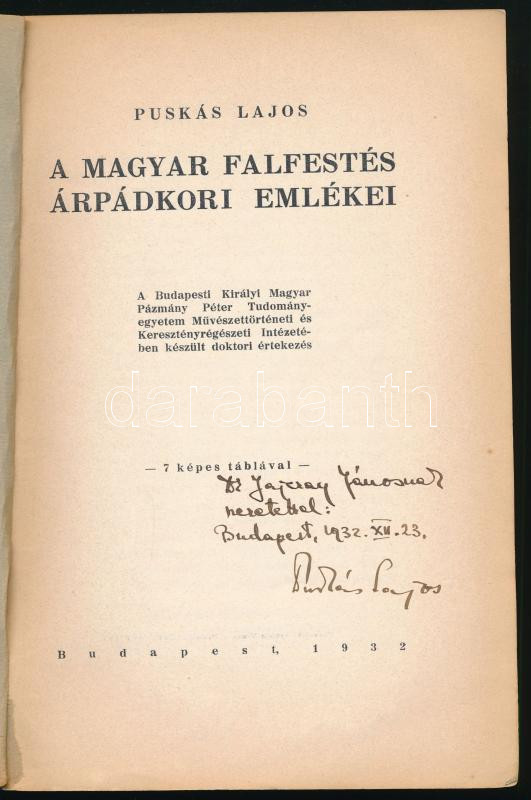 PUSKÁS LAJOS
A MAGYAR FALFESTÉS
ÁRPÁDKORI EMLÉKEI
A Budapesti Királyi Magyar
Pázmány Péter Tudomány-
egyetem Művészettörténeti és
Keresztényrégészeti Intézeté-
ben készült doktori értekezés
darabanth
— 7 képes táblával —
Dr Jajczay Jánosnak
szeretettel:
Budapest, 1932. XII. 23.
Puskás Lajos
Budapest, 1932